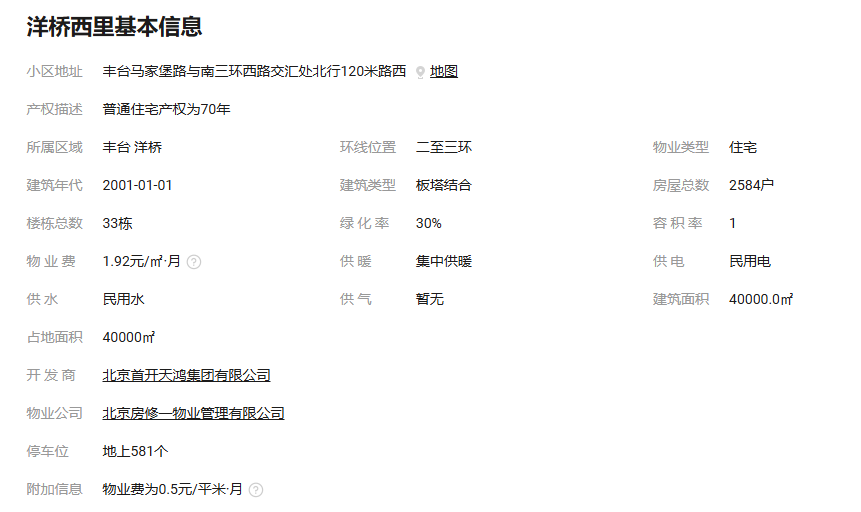 洋桥西里基本信息
小区地址 丰台马家堡路与南三环西路交汇处北行120米路西 地图
产权描述 普通住宅产权为70年
所属区域 丰台 洋桥 环线位置 二至三环 物业类型 住宅
建筑年代 2001-01-01 建筑类型 板塔结合 房屋总数 2584户
楼栋总数 33栋 绿 化 率 30% 容 积 率 1
物 业 费 1.92元/㎡·月 ? 供 暖 集中供暖 供 电 民用电
供 水 民用水 供 气 暂无 建筑面积 40000.0㎡
占地面积 40000㎡
开 发 商 北京首开天鸿集团有限公司
物业公司 北京房修一物业管理有限公司
停车位 地上581个
附加信息 物业费为0.5元/平米·月 ?